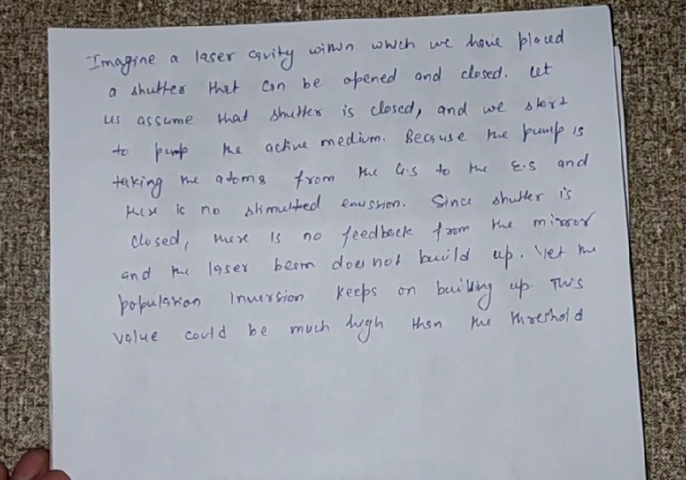 Imagine a laser cavity within which we have placed
a shutter that can be opened and closed. Let
us assume that shutter is closed, and we start
to pump the active medium. Because the pump is
taking the atoms from the G.S to the E.S and
there is no stimulted emission. Since shutter is
closed, there is no feedback from the mirror
and the laser beam does not build up. Yet the
population Inversion keeps on builing up. This
value could be much high than the threshold